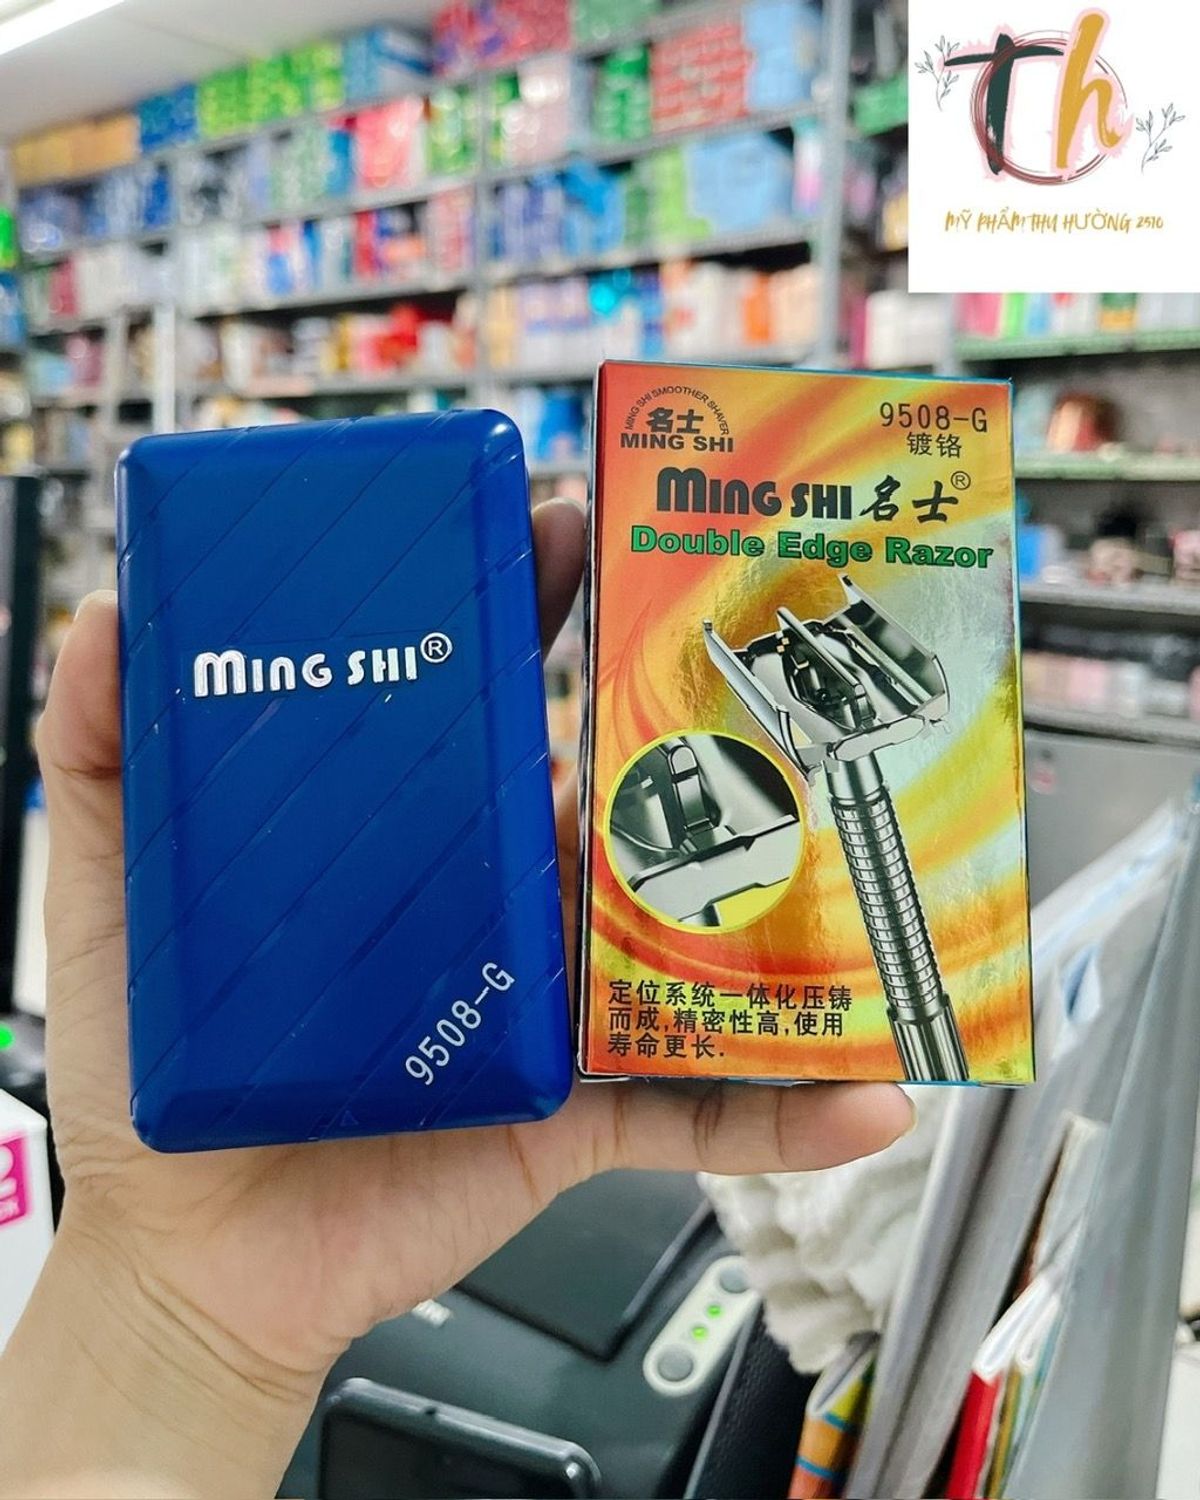 Th
MỸ PHẨM THU HƯỜNG 2510
MING SHI SMOOTHER SHAVER
名士
MING SHI
9508-G
镀铬
MING SHI 名士®
Double Edge Razor
定位系统一体化压铸
而成,精密性高,使用
寿命更长.
MING SHI®
9508-G